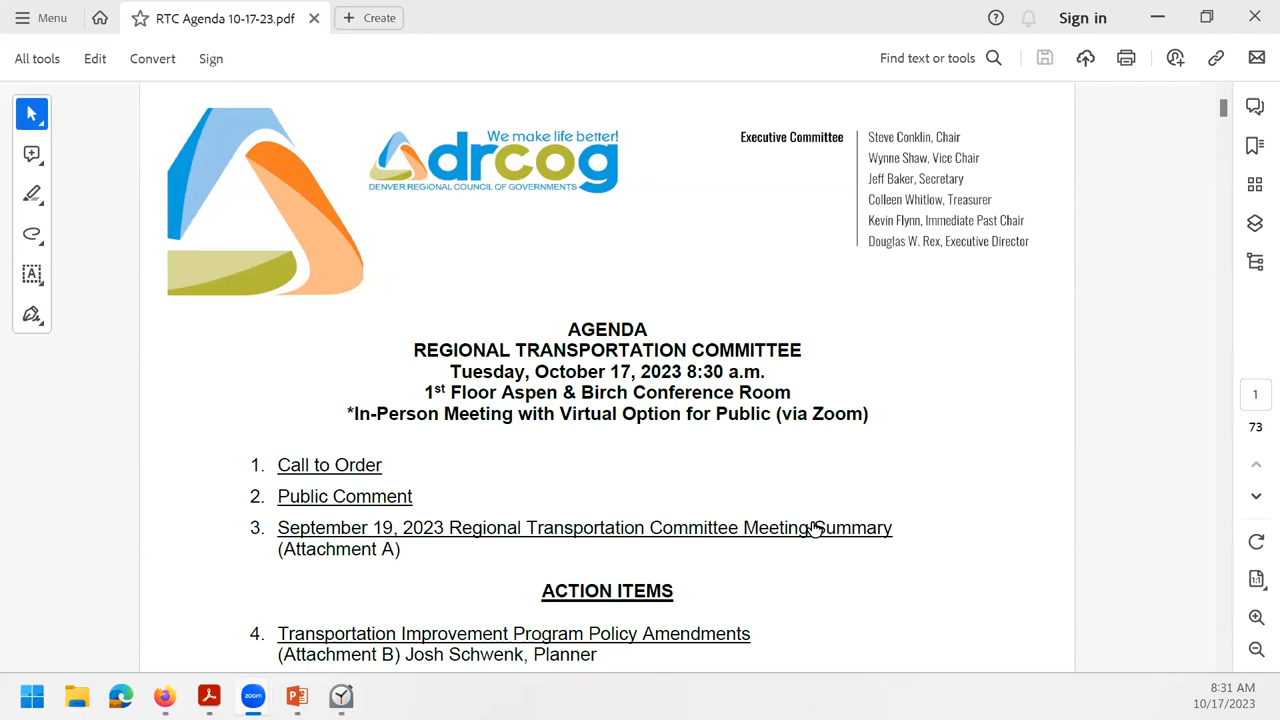 Menu
RTC Agenda 10-17-23.pdf
Create
Sign in
All tools
Edit
Convert
Sign
Find text or tools
We make life better!
drcog
DENVER REGIONAL COUNCIL OF GOVERNMENTS
Executive Committee
Steve Conklin, Chair
Wynne Shaw, Vice Chair
Jeff Baker, Secretary
Colleen Whitlow, Treasurer
Kevin Flynn, Immediate Past Chair
Douglas W. Rex, Executive Director
AGENDA
REGIONAL TRANSPORTATION COMMITTEE
Tuesday, October 17, 2023 8:30 a.m.
1st Floor Aspen & Birch Conference Room
*In-Person Meeting with Virtual Option for Public (via Zoom)
1. Call to Order
2. Public Comment
3. September 19, 2023 Regional Transportation Committee Meeting Summary
(Attachment A)
ACTION ITEMS
4. Transportation Improvement Program Policy Amendments
(Attachment B) Josh Schwenk, Planner
1
73
1:1
zoom
8:31 AM
10/17/2023